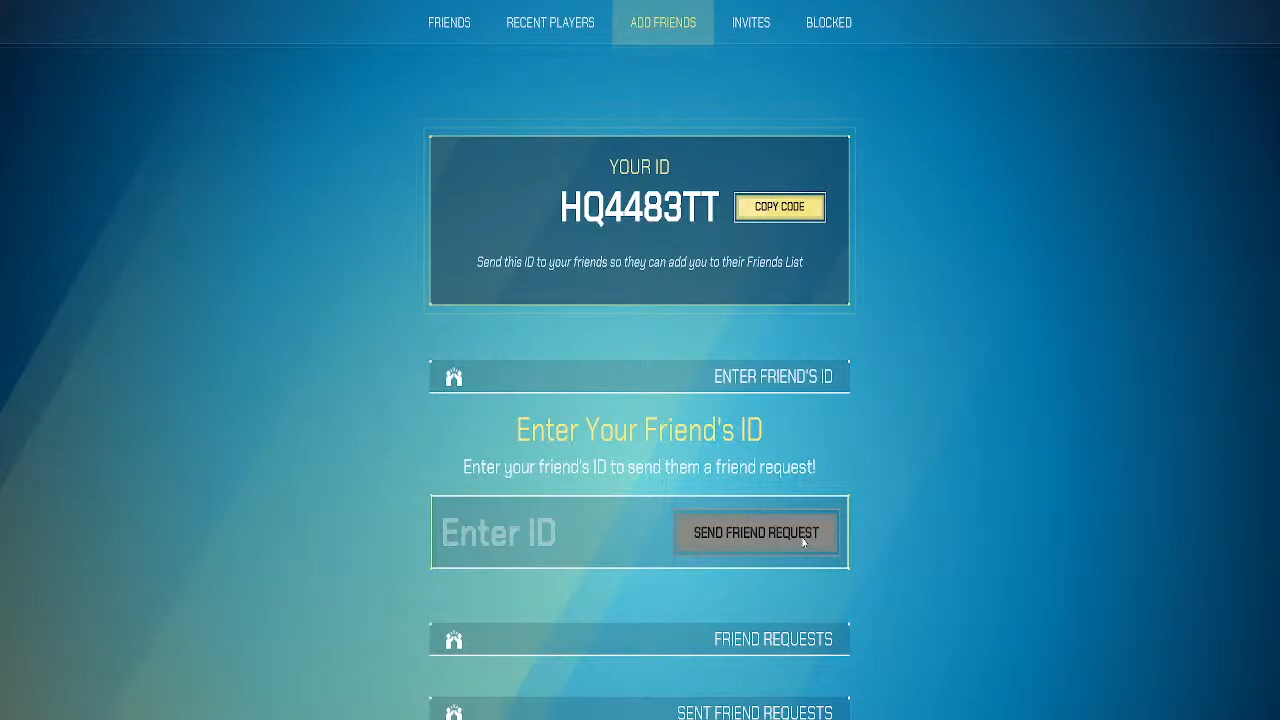 FRIENDS RECENT PLAYERS ADD FRIENDS INVITES BLOCKED
YOUR ID
HQ4483TT COPY CODE
Send this ID to your friends so they can add you to their Friends List
ENTER FRIEND'S ID
Enter Your Friend's ID
Enter your friend's ID to send them a friend request!
Enter ID SEND FRIEND REQUEST
FRIEND REQUESTS
SENT FRIEND REQUESTS